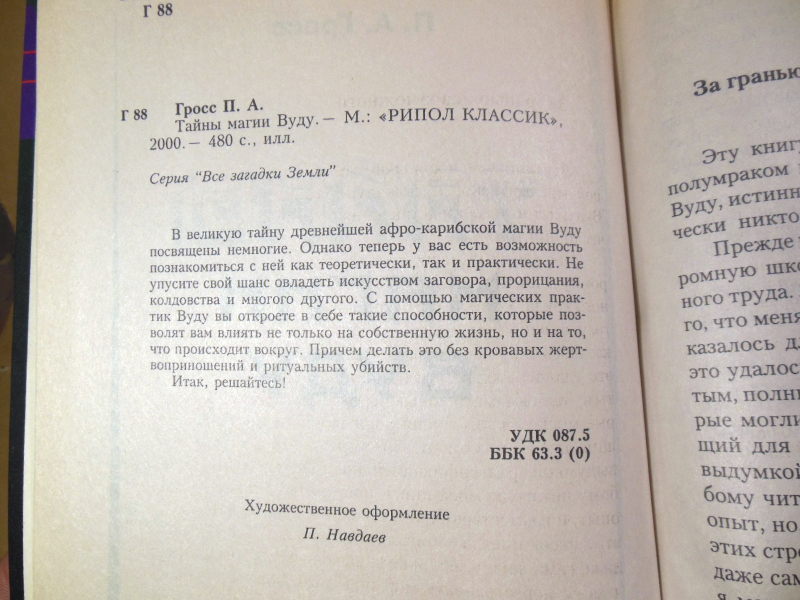 Г 88
Г 88
Гросс П. А.
Тайны магии Вуду. — М.: «РИПОЛ КЛАССИК»,
2000. — 480 с., илл.
Серия "Все загадки Земли"
В великую тайну древнейшей афро-карибской магии Вуду
посвящены немногие. Однако теперь у вас есть возможность
познакомиться с ней как теоретически, так и практически. Не
упустите свой шанс овладеть искусством заговора, прорицания,
колдовства и многого другого. С помощью магических прак-
тик Вуду вы откроете в себе такие способности, которые поз-
волят вам влиять не только на собственную жизнь, но и на то,
что происходит вокруг. Причем делать это без кровавых жерт-
воприношений и ритуальных убийств.
Итак, решайтесь!
УДК 087.5
ББК 63.3 (0)
Художественное оформление
П. Навдаев
За гранью
Эту книгу
полумраком
Вуду, истинн
чески никто
Прежде
ромную шко
ного труда.
го, что меня
казалось дл
это удалось
тым, полны
рые могли
щий для
выдумкой
бому чит
опыт, но
этих стро
даже сам